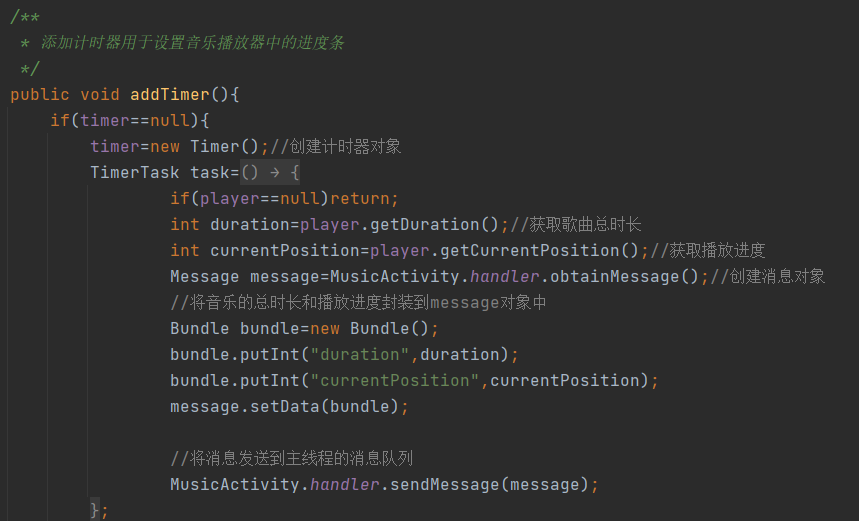 /**
 * 添加计时器用于设置音乐播放器中的进度条
 */
public void addTimer(){
    if(timer==null){
        timer=new Timer();//创建计时器对象
        TimerTask task=() → {
                if(player==null)return;
                int duration=player.getDuration();//获取歌曲总时长
                int currentPosition=player.getCurrentPosition();//获取播放进度
                Message message=MusicActivity.handler.obtainMessage();//创建消息对象
                //将音乐的总时长和播放进度封装到message对象中
                Bundle bundle=new Bundle();
                bundle.putInt("duration",duration);
                bundle.putInt("currentPosition",currentPosition);
                message.setData(bundle);

                //将消息发送到主线程的消息队列
                MusicActivity.handler.sendMessage(message);
        };